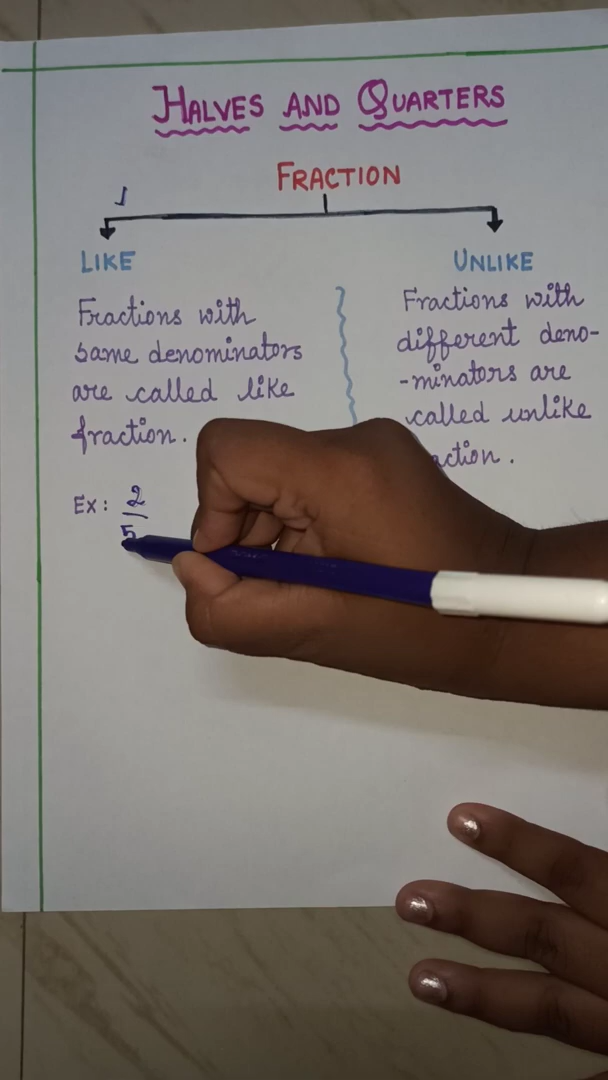 HALVES AND QUARTERS
FRACTION
LIKE
Fractions with
same denominators
are called like
fraction.
Ex: 2
5
UNLIKE
Fractions with
different deno-
-minators are
called unlike